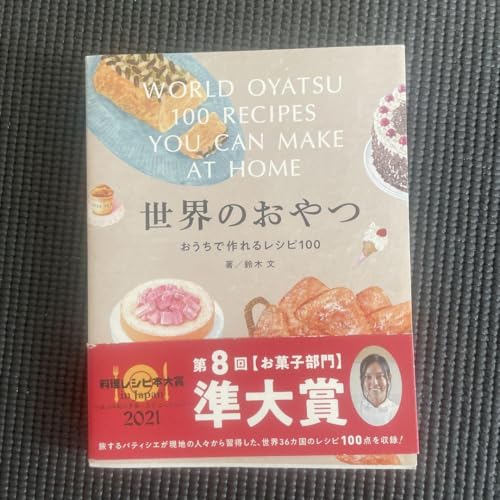 WORLD OYATSU
100 RECIPES
YOU CAN MAKE
AT HOME
世界のおやつ
おうちで作れるレシピ100
著/鈴木 文
料理レシピ本大賞
in Japan
2021
第8回【お菓子部門】
準大賞
旅するパティシエが現地の人々から習得した、世界36カ国のレシピ100点を収録!